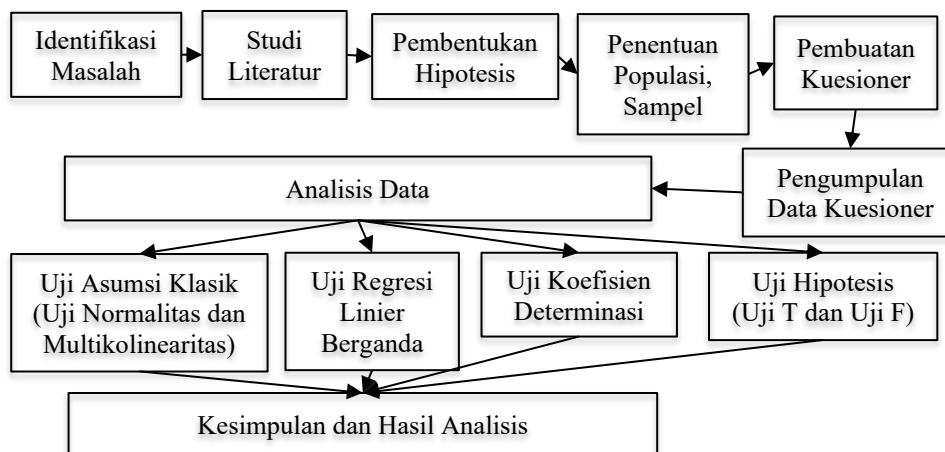 Identifikasi
Masalah
Studi
Literatur
Pembentukan
Hipotesis
Penentuan
Populasi,
Sampel
Pembuatan
Kuesioner
Pengumpulan
Data Kuesioner
Analisis Data
Uji Asumsi Klasik
(Uji Normalitas dan
Multikolinearitas)
Uji Regresi
Linier
Berganda
Uji Koefisien
Determinasi
Uji Hipotesis
(Uji T dan Uji F)
Kesimpulan dan Hasil Analisis